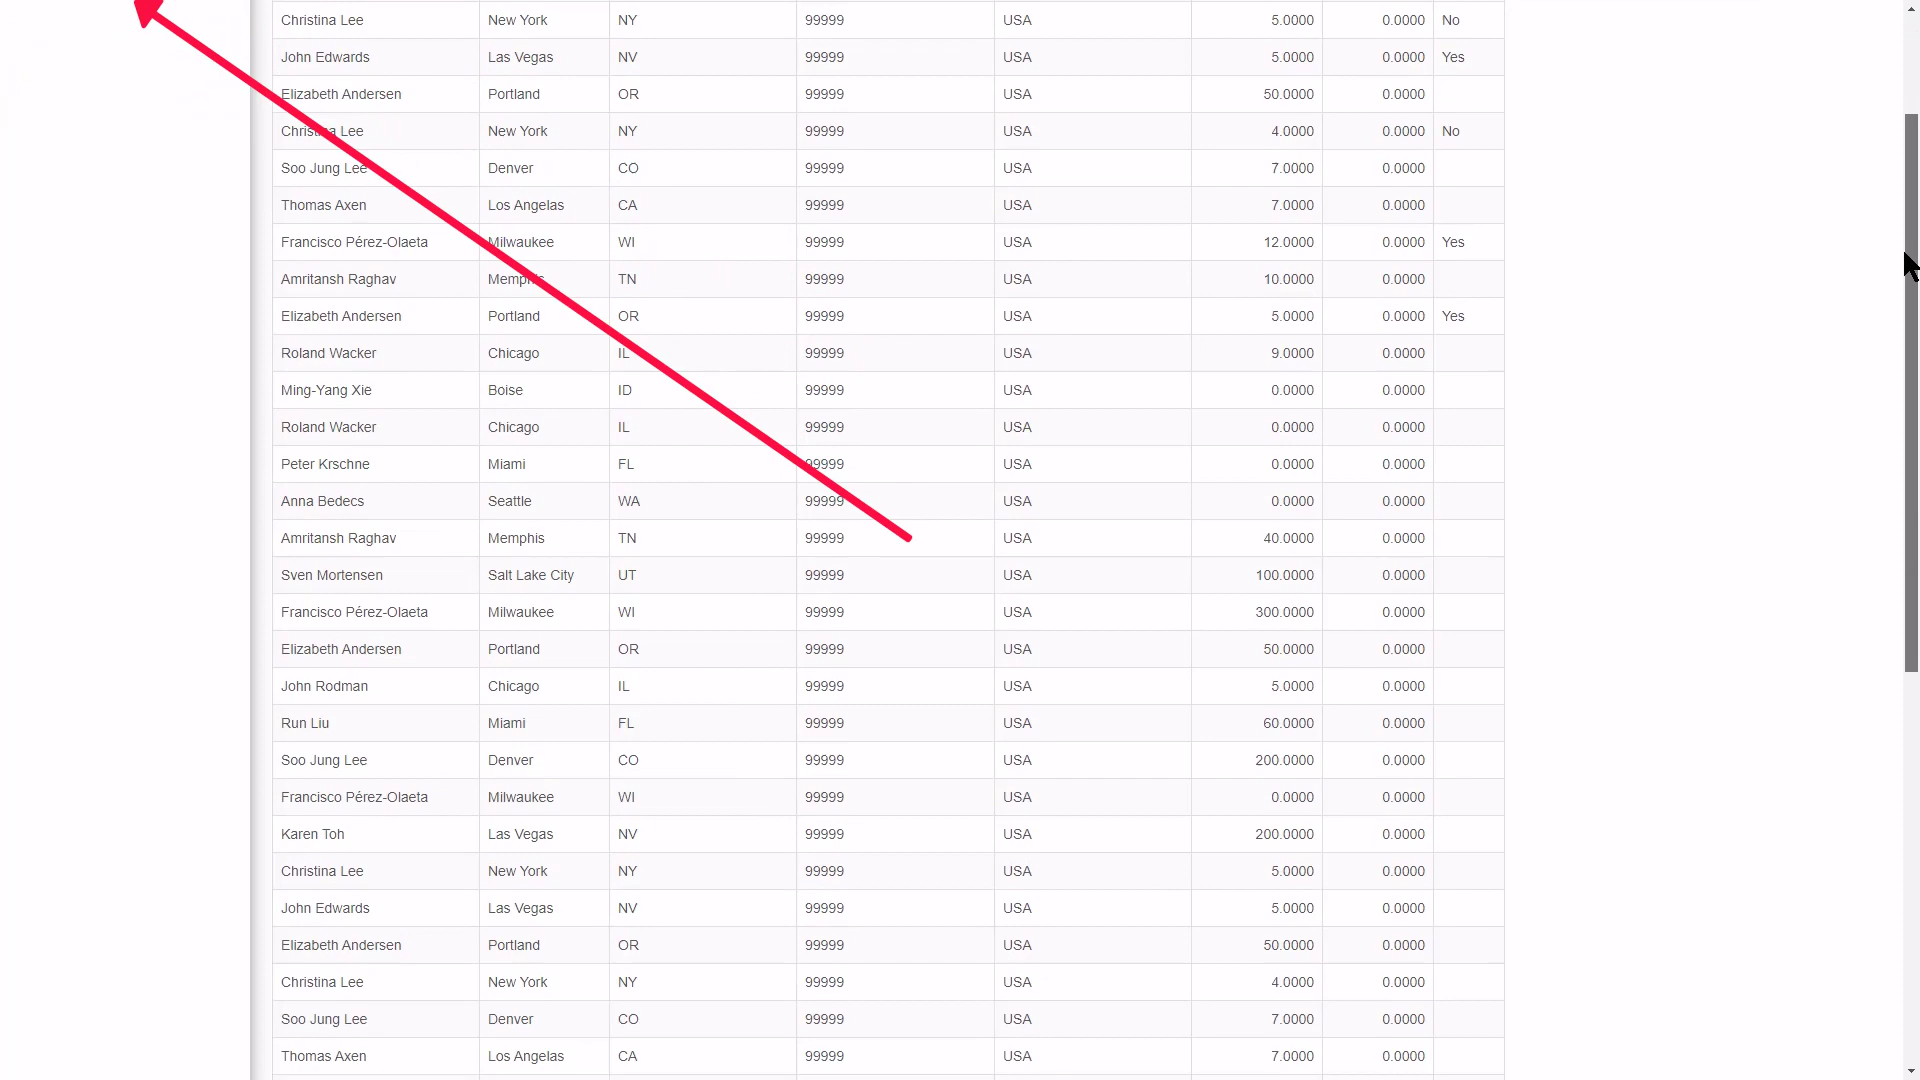 Christina Lee New York NY 99999 USA 5.0000 0.0000 No
John Edwards Las Vegas NV 99999 USA 5.0000 0.0000 Yes
Elizabeth Andersen Portland OR 99999 USA 50.0000 0.0000
Christina Lee New York NY 99999 USA 4.0000 0.0000 No
Soo Jung Lee Denver CO 99999 USA 7.0000 0.0000
Thomas Axen Los Angelas CA 99999 USA 7.0000 0.0000
Francisco Pérez-Olaeta Milwaukee WI 99999 USA 12.0000 0.0000 Yes
Amritansh Raghav Memphis TN 99999 USA 10.0000 0.0000
Elizabeth Andersen Portland OR 99999 USA 5.0000 0.0000 Yes
Roland Wacker Chicago IL 99999 USA 9.0000 0.0000
Ming-Yang Xie Boise ID 99999 USA 0.0000 0.0000
Roland Wacker Chicago IL 99999 USA 0.0000 0.0000
Peter Krschne Miami FL 99999 USA 0.0000 0.0000
Anna Bedecs Seattle WA 99999 USA 0.0000 0.0000
Amritansh Raghav Memphis TN 99999 USA 40.0000 0.0000
Sven Mortensen Salt Lake City UT 99999 USA 100.0000 0.0000
Francisco Pérez-Olaeta Milwaukee WI 99999 USA 300.0000 0.0000
Elizabeth Andersen Portland OR 99999 USA 50.0000 0.0000
John Rodman Chicago IL 99999 USA 5.0000 0.0000
Run Liu Miami FL 99999 USA 60.0000 0.0000
Soo Jung Lee Denver CO 99999 USA 200.0000 0.0000
Francisco Pérez-Olaeta Milwaukee WI 99999 USA 0.0000 0.0000
Karen Toh Las Vegas NV 99999 USA 200.0000 0.0000
Christina Lee New York NY 99999 USA 5.0000 0.0000
John Edwards Las Vegas NV 99999 USA 5.0000 0.0000
Elizabeth Andersen Portland OR 99999 USA 50.0000 0.0000
Christina Lee New York NY 99999 USA 4.0000 0.0000
Soo Jung Lee Denver CO 99999 USA 7.0000 0.0000
Thomas Axen Los Angelas CA 99999 USA 7.0000 0.0000